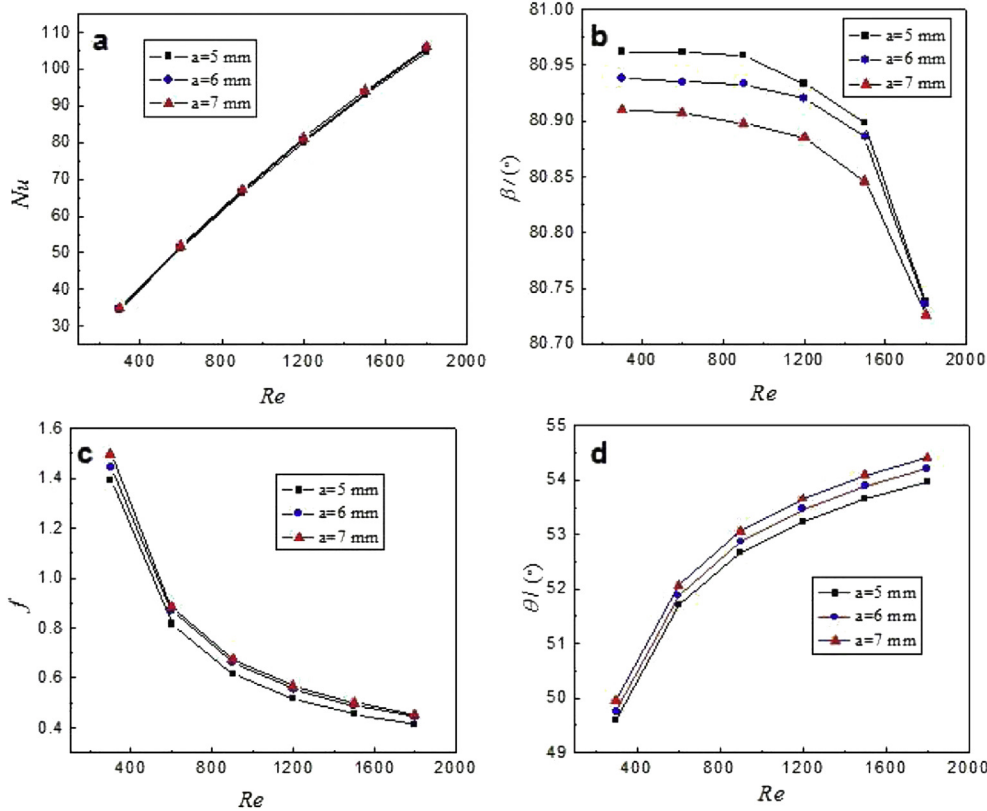 a
110
100
90
80
70
60
50
40
30
Nu
a=5 mm
a=6 mm
a=7 mm
400 800 1200 1600 2000
Re
b
81.00
80.95
80.90
80.85
80.80
80.75
80.70
β/(°)
a=5 mm
a=6 mm
a=7 mm
400 800 1200 1600 2000
Re
c
1.6
1.4
1.2
1.0
0.8
0.6
0.4
f
a=5 mm
a=6 mm
a=7 mm
400 800 1200 1600 2000
Re
d
55
54
53
52
51
50
49
θ/(°)
a=5 mm
a=6 mm
a=7 mm
400 800 1200 1600 2000
Re